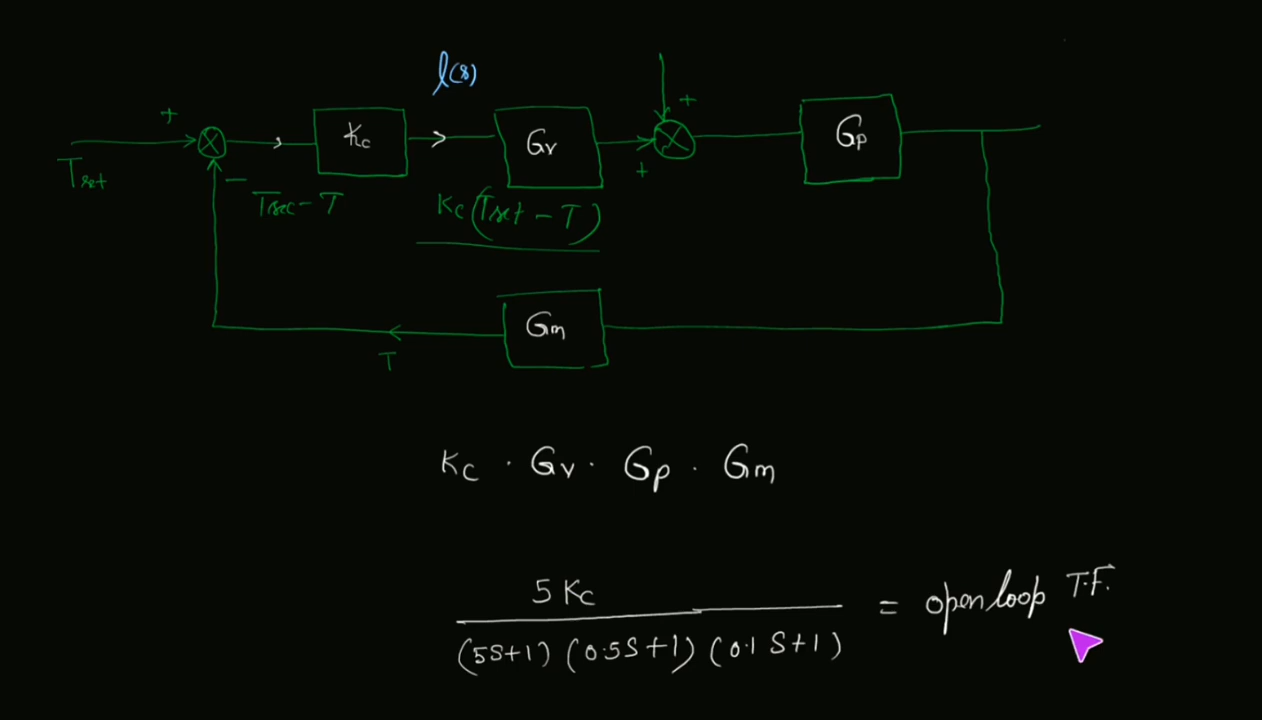 l(s)
+ Kc Gv + Gp
Tset - Tsec - T Kc(Tset - T) +
Gm
T
Kc · Gv · Gp · Gm
5 Kc
(5S+1) (0.5S+1) (0.1 S+1) = open loop T.F.